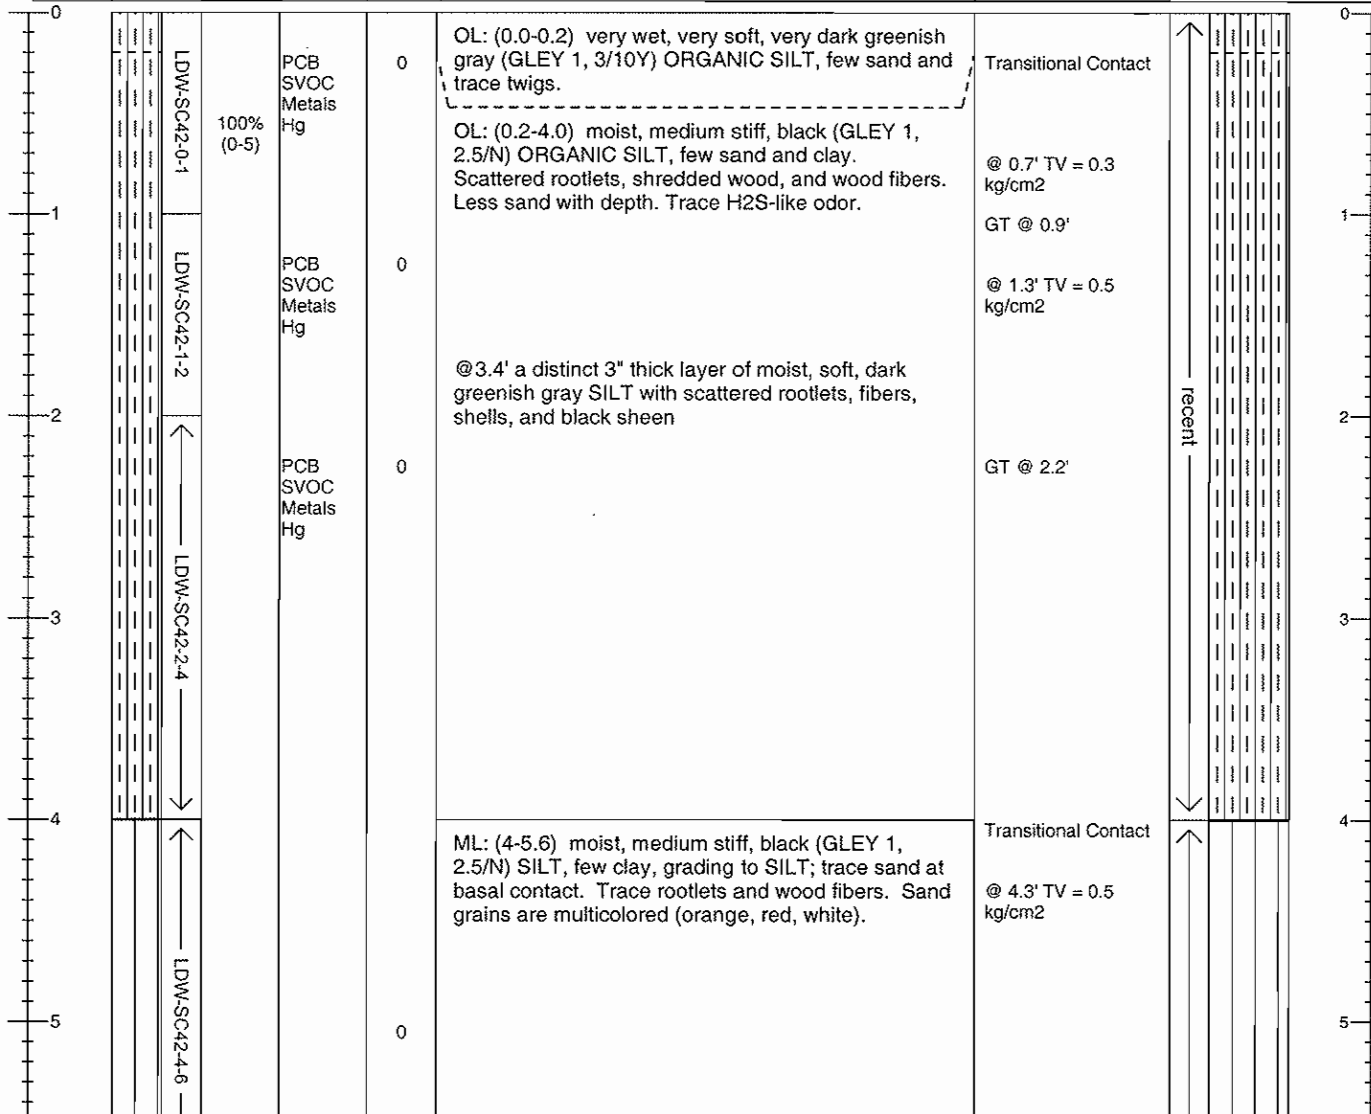 0
0
OL: (0.0-0.2) very wet, very soft, very dark greenish
gray (GLEY 1, 3/10Y) ORGANIC SILT, few sand and
trace twigs.
LDW-SC42-0-1
100%
(0-5)
PCB
SVOC
Metals
Hg
0
Transitional Contact
OL: (0.2-4.0) moist, medium stiff, black (GLEY 1,
2.5/N) ORGANIC SILT, few sand and clay.
Scattered rootlets, shredded wood, and wood fibers.
Less sand with depth. Trace H2S-like odor.
@ 0.7' TV = 0.3
kg/cm2
GT @ 0.9'
1
1
LDW-SC42-1-2
PCB
SVOC
Metals
Hg
0
@ 1.3' TV = 0.5
kg/cm2
@3.4' a distinct 3" thick layer of moist, soft, dark
greenish gray SILT with scattered rootlets, fibers,
shells, and black sheen
recent
2
2
LDW-SC42-2-4
PCB
SVOC
Metals
Hg
0
GT @ 2.2'
3
3
4
4
ML: (4-5.6) moist, medium stiff, black (GLEY 1,
2.5/N) SILT, few clay, grading to SILT; trace sand at
basal contact. Trace rootlets and wood fibers. Sand
grains are multicolored (orange, red, white).
Transitional Contact
@ 4.3' TV = 0.5
kg/cm2
LDW-SC42-4-6
5
0
5